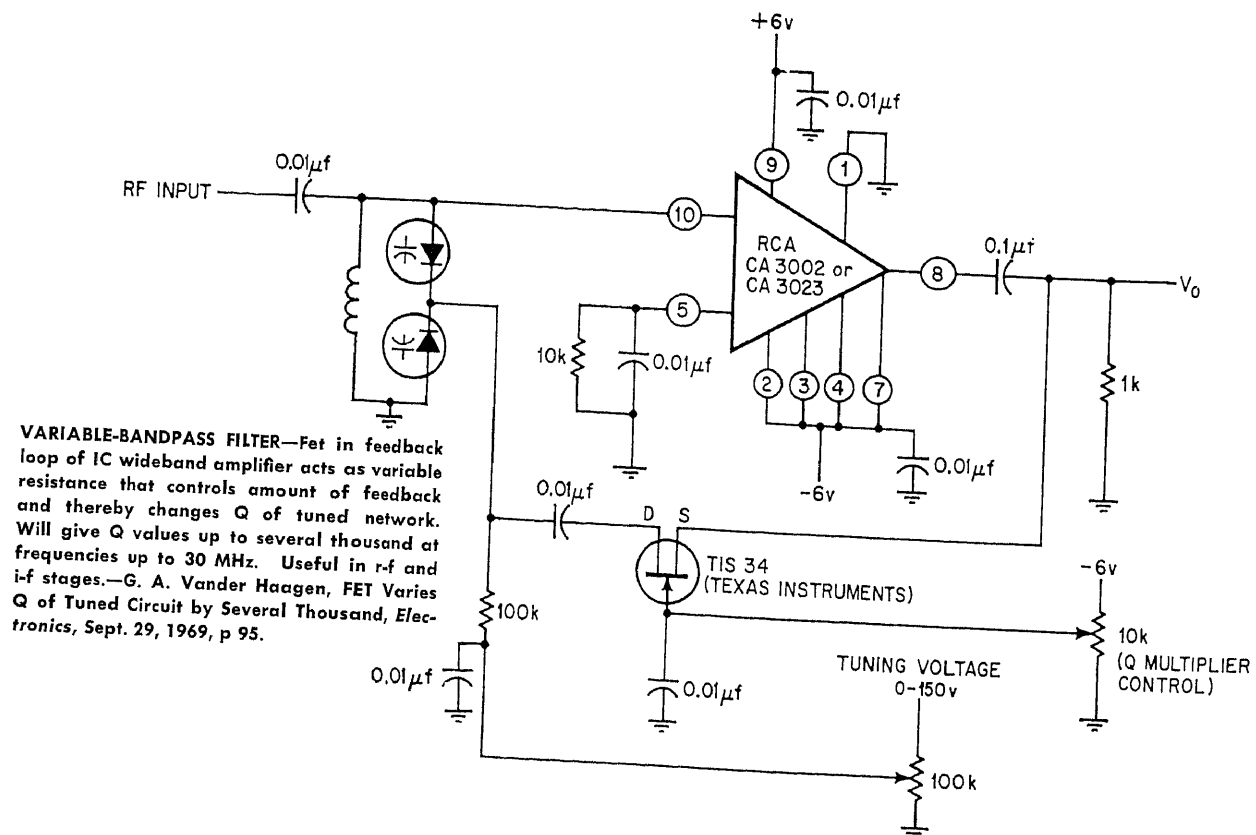 +6v
0.01µf
0.01µf
RF INPUT
9
1
10
RCA
CA 3002 or
CA 3023
0.1µf
8
V₀
5
10k
0.01µf
2
3
4
7
1k
0.01µf
-6v
VARIABLE-BANDPASS FILTER—Fet in feedback
loop of IC wideband amplifier acts as variable
resistance that controls amount of feedback
and thereby changes Q of tuned network.
Will give Q values up to several thousand at
frequencies up to 30 MHz. Useful in r-f and
i-f stages.—G. A. Vander Haagen, FET Varies
Q of Tuned Circuit by Several Thousand, Elec-
tronics, Sept. 29, 1969, p 95.
0.01µf
D
S
TIS 34
(TEXAS INSTRUMENTS)
-6v
100k
10k
(Q MULTIPLIER
CONTROL)
0.01µf
0.01µf
TUNING VOLTAGE
0-150v
100k